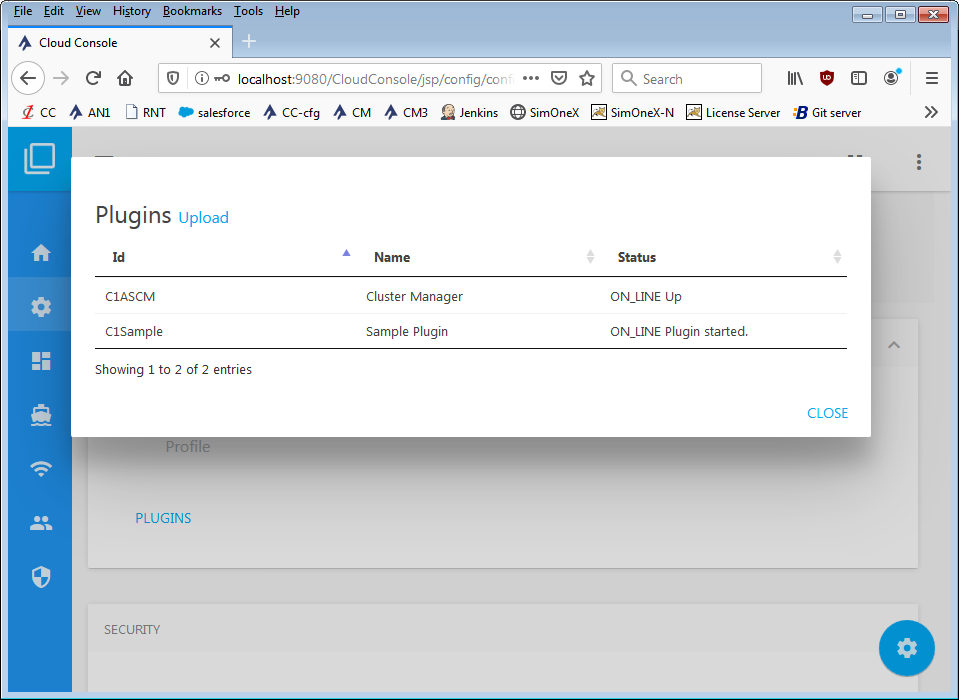 File Edit View History Bookmarks Tools Help
Cloud Console
localhost:9080/CloudConsole/jsp/config/conf
Search
CC AN1 RNT salesforce CC-cfg CM CM3 Jenkins SimOneX SimOneX-N License Server Git server
Plugins Upload
Id Name Status
C1ASCM Cluster Manager ON_LINE Up
C1Sample Sample Plugin ON_LINE Plugin started.
Showing 1 to 2 of 2 entries
CLOSE
Profile
PLUGINS
SECURITY